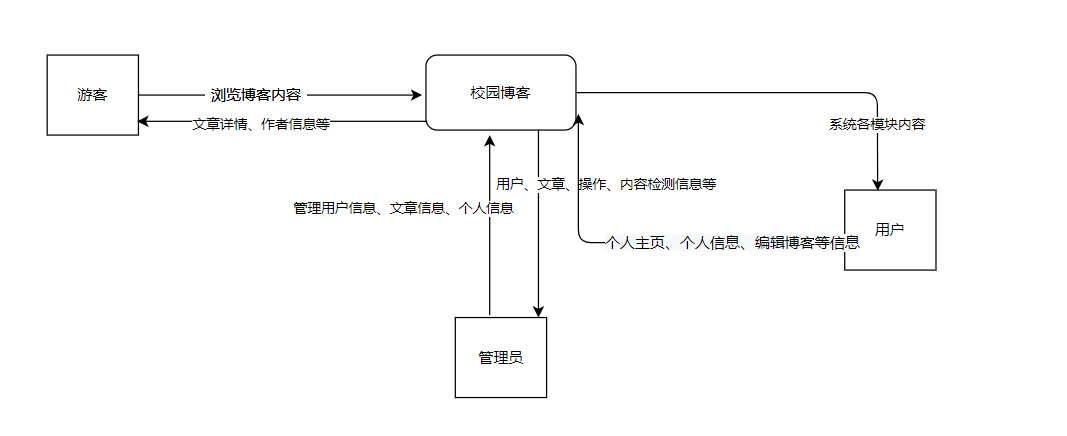 游客
浏览博客内容
校园博客
文章详情、作者信息等
系统各模块内容
用户、文章、操作、内容检测信息等
管理用户信息、文章信息、个人信息
用户
个人主页、个人信息、编辑博客等信息
管理员